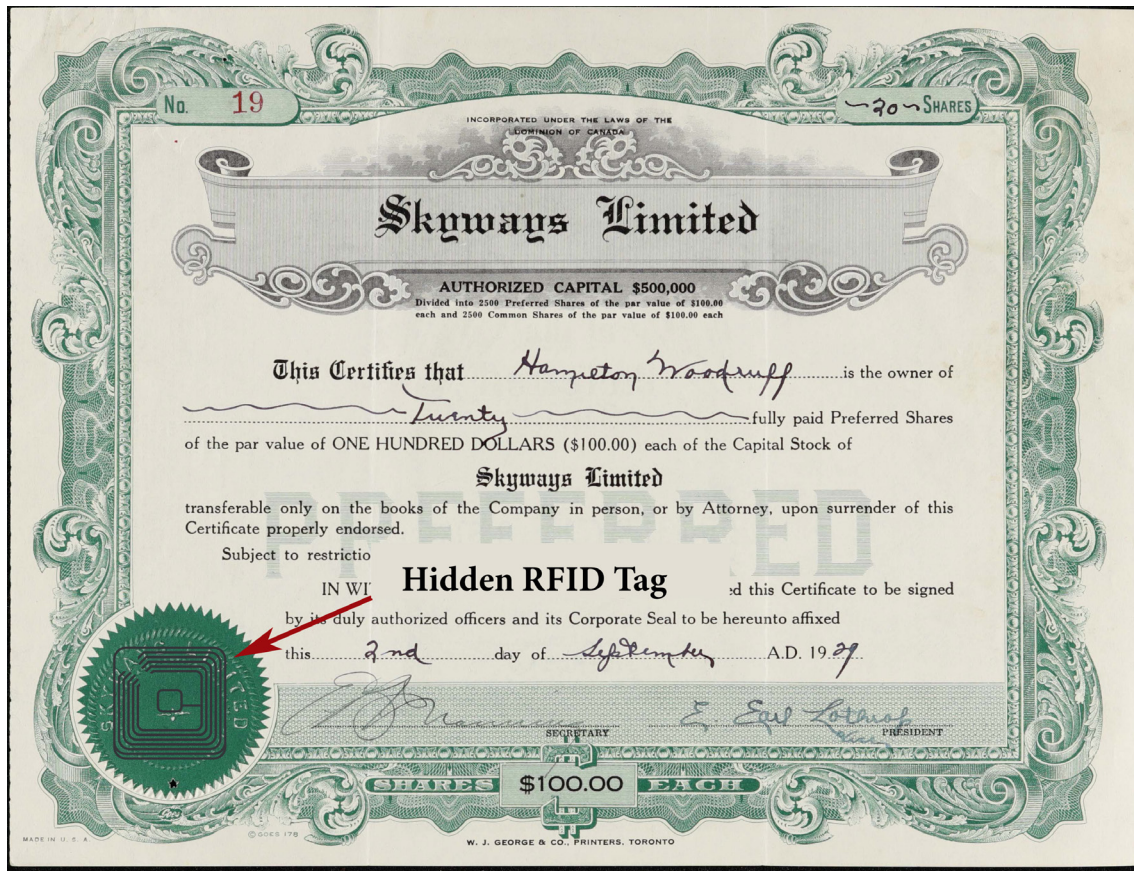 No. 19
20 SHARES
INCORPORATED UNDER THE LAWS OF THE
DOMINION OF CANADA
Skyways Limited
AUTHORIZED CAPITAL $500,000
Divided into 2500 Preferred Shares of the par value of $100.00
each and 2500 Common Shares of the par value of $100.00 each
This Certifies that Hamilton Woodruff is the owner of
Twenty fully paid Preferred Shares
of the par value of ONE HUNDRED DOLLARS ($100.00) each of the Capital Stock of
Skyways Limited
PREFERRED
transferable only on the books of the Company in person, or by Attorney, upon surrender of this
Certificate properly endorsed.
Subject to restrictio
Hidden RFID Tag
IN WI d this Certificate to be signed
by its duly authorized officers and its Corporate Seal to be hereunto affixed
this 2nd day of September A.D. 1929
E. Earl Lothrop
SECRETARY PRESIDENT
SHARES $100.00 EACH
MADE IN U. S. A.
© GOES 178
W. J. GEORGE & CO., PRINTERS, TORONTO